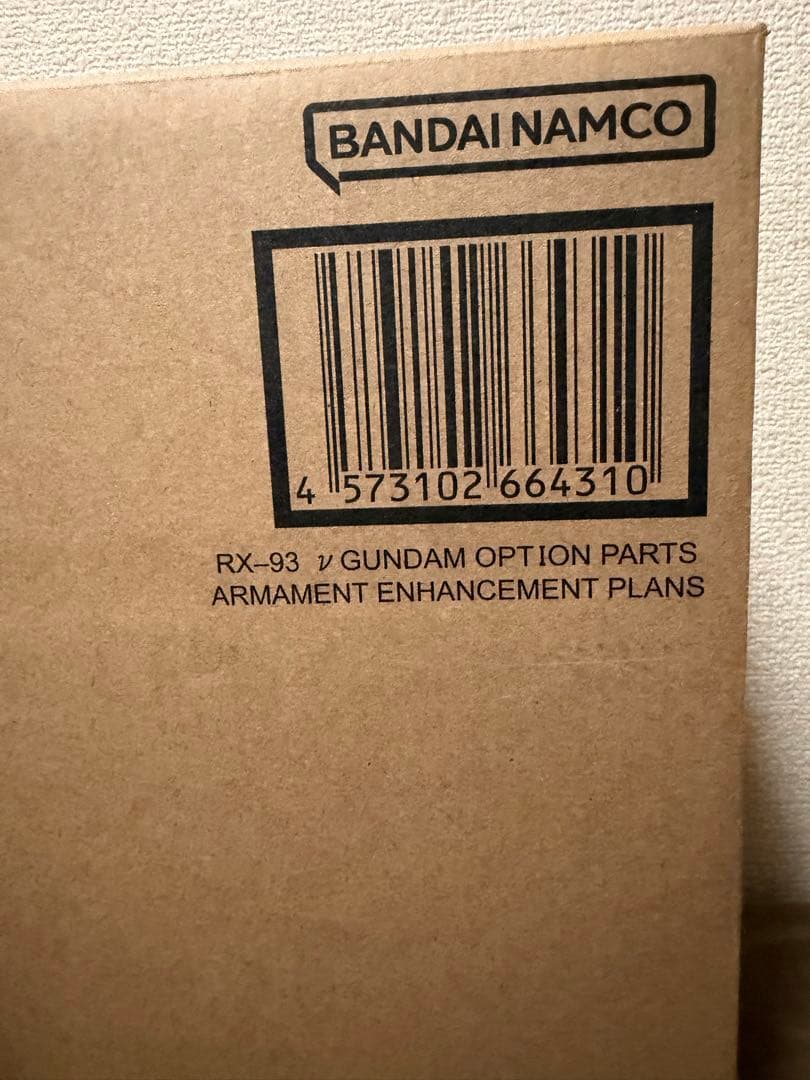 BANDAI NAMCO
4 573102 664310
RX–93 ν GUNDAM OPTION PARTS
ARMAMENT ENHANCEMENT PLANS